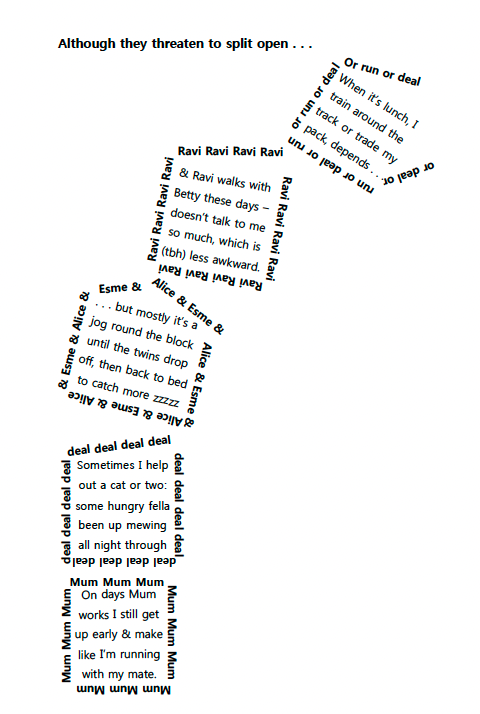 Although they threaten to split open . . .
Or run or deal
or run or deal
When it's lunch, I
train around the
track or trade my
pack, depends . . .
or deal or
run or deal or run
Ravi Ravi Ravi Ravi
Ravi Ravi Ravi Ravi
& Ravi walks with
Betty these days –
doesn't talk to me
so much, which is
(tbh) less awkward.
Ravi Ravi Ravi Ravi
Ravi Ravi Ravi Ravi
Esme &
Alice & Esme &
& Esme & Alice &
. . . but mostly it's a
jog round the block
until the twins drop
off, then back to bed
to catch more zzzzz
Alice & Esme &
Alice & Esme & Alice
deal deal deal deal
deal deal deal deal
Sometimes I help
out a cat or two:
some hungry fella
been up mewing
all night through
deal deal deal deal
deal deal deal deal
Mum Mum Mum
Mum Mum Mum
On days Mum
works I still get
up early & make
like I'm running
with my mate.
Mum Mum Mum
Mum Mum Mum